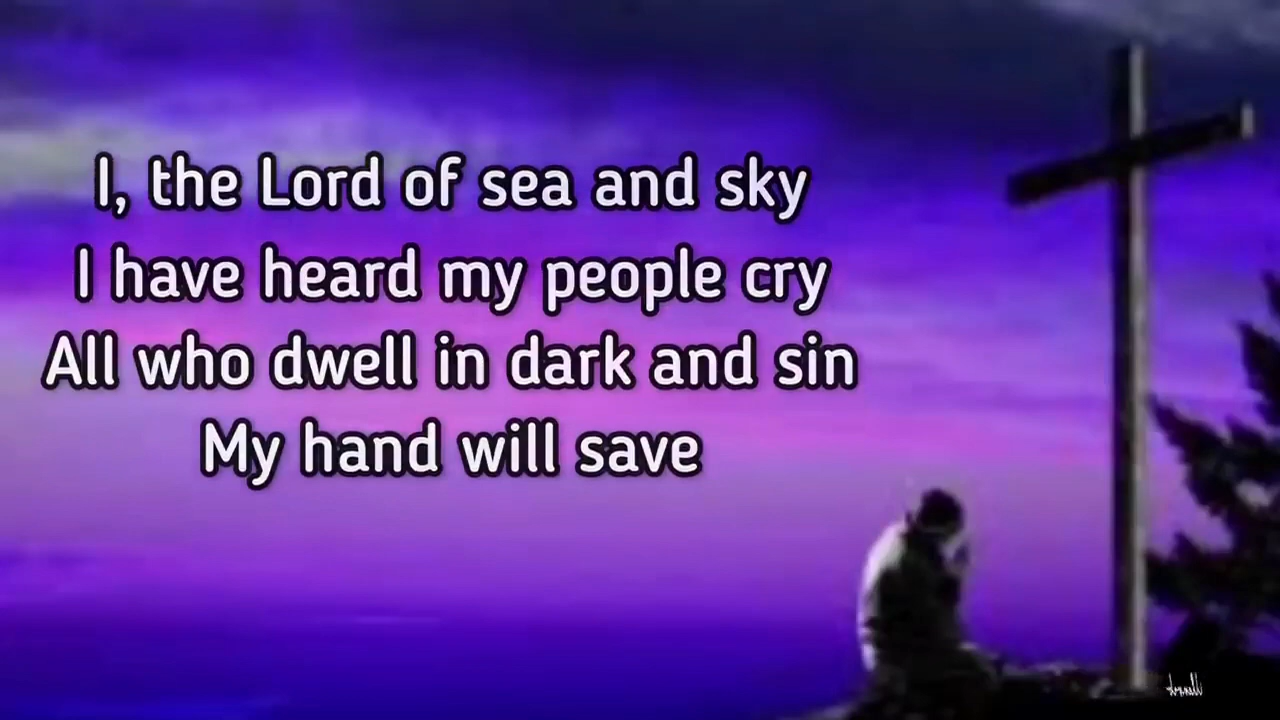 I, the Lord of sea and sky
I have heard my people cry
All who dwell in dark and sin
My hand will save